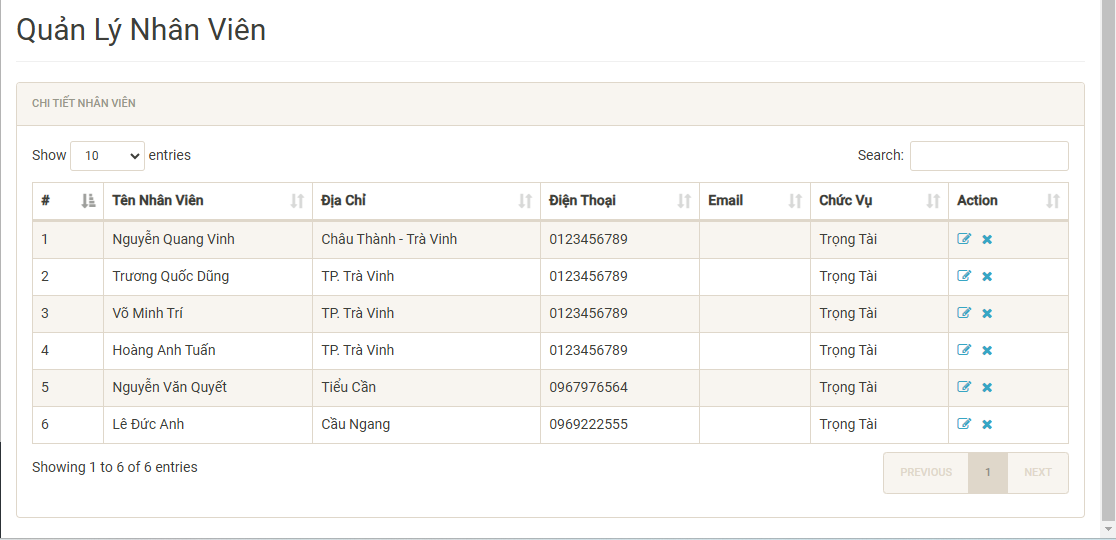 Quản Lý Nhân Viên
CHI TIẾT NHÂN VIÊN
Show 10 entries Search:
# Tên Nhân Viên Địa Chỉ Điện Thoại Email Chức Vụ Action
1 Nguyễn Quang Vinh Châu Thành - Trà Vinh 0123456789 Trọng Tài
2 Trương Quốc Dũng TP. Trà Vinh 0123456789 Trọng Tài
3 Võ Minh Trí TP. Trà Vinh 0123456789 Trọng Tài
4 Hoàng Anh Tuấn TP. Trà Vinh 0123456789 Trọng Tài
5 Nguyễn Văn Quyết Tiểu Cần 0967976564 Trọng Tài
6 Lê Đức Anh Cầu Ngang 0969222555 Trọng Tài
Showing 1 to 6 of 6 entries PREVIOUS 1 NEXT